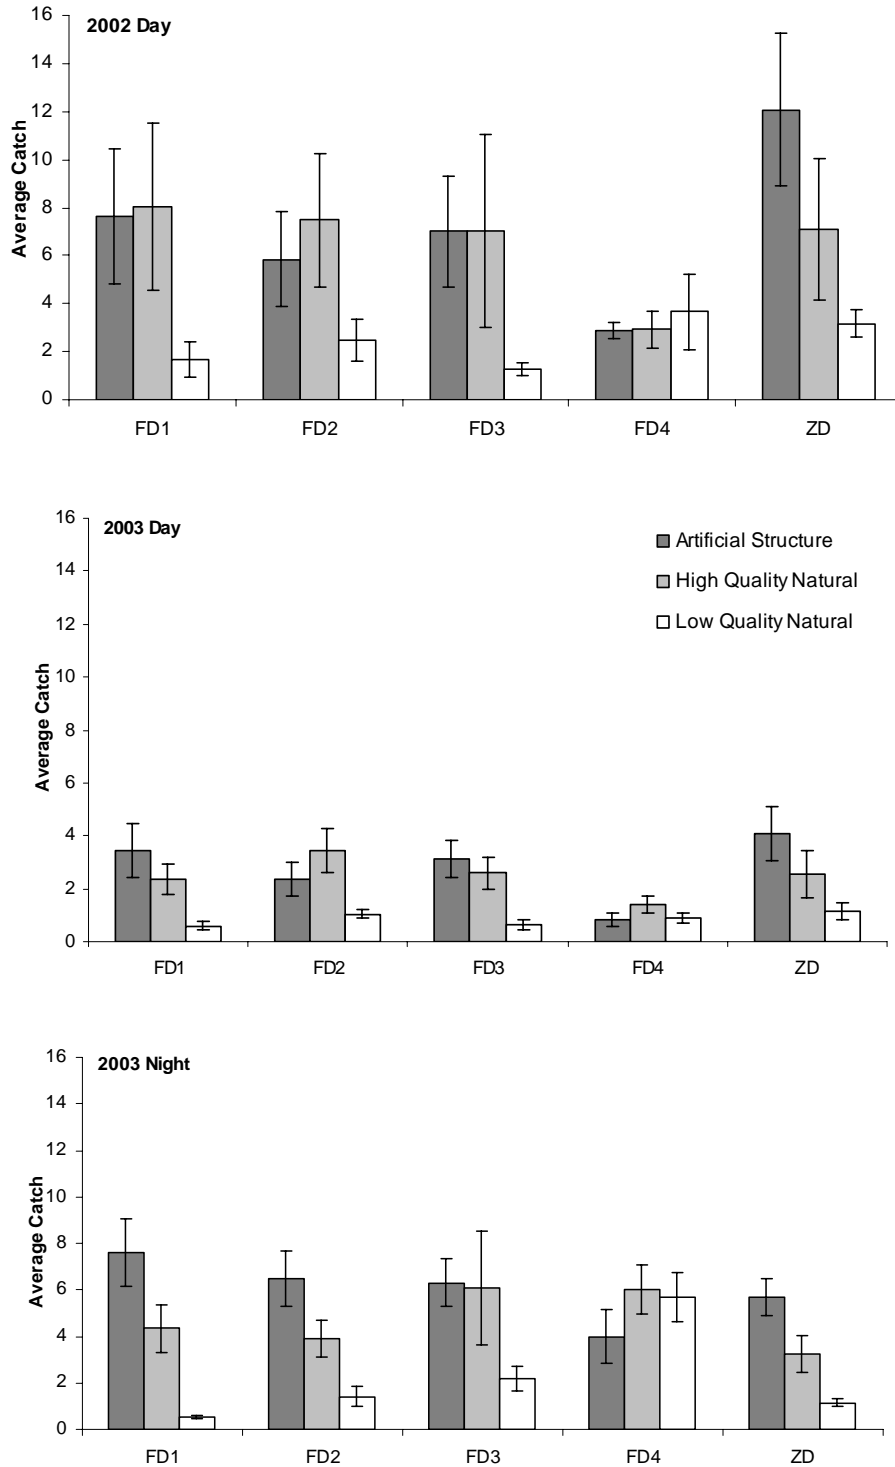 2002 Day
Average Catch
16
14
12
10
8
6
4
2
0
FD1 FD2 FD3 FD4 ZD
2003 Day
Average Catch
16
14
12
10
8
6
4
2
0
Artificial Structure
High Quality Natural
Low Quality Natural
FD1 FD2 FD3 FD4 ZD
2003 Night
Average Catch
16
14
12
10
8
6
4
2
0
FD1 FD2 FD3 FD4 ZD